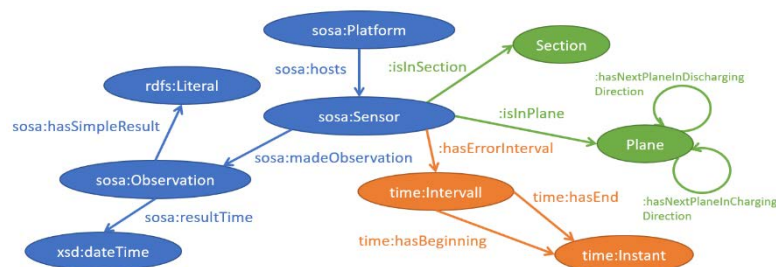 sosa:Platform
Section
:hasNextPlaneInDischarging
Direction
sosa:hosts
:isInSection
rdfs:Literal
sosa:hasSimpleResult
sosa:Sensor
:isInPlane
Plane
sosa:madeObservation
:hasErrorInterval
sosa:Observation
time:Intervall
time:hasEnd
:hasNextPlaneInCharging
Direction
sosa:resultTime
time:hasBeginning
xsd:dateTime
time:Instant